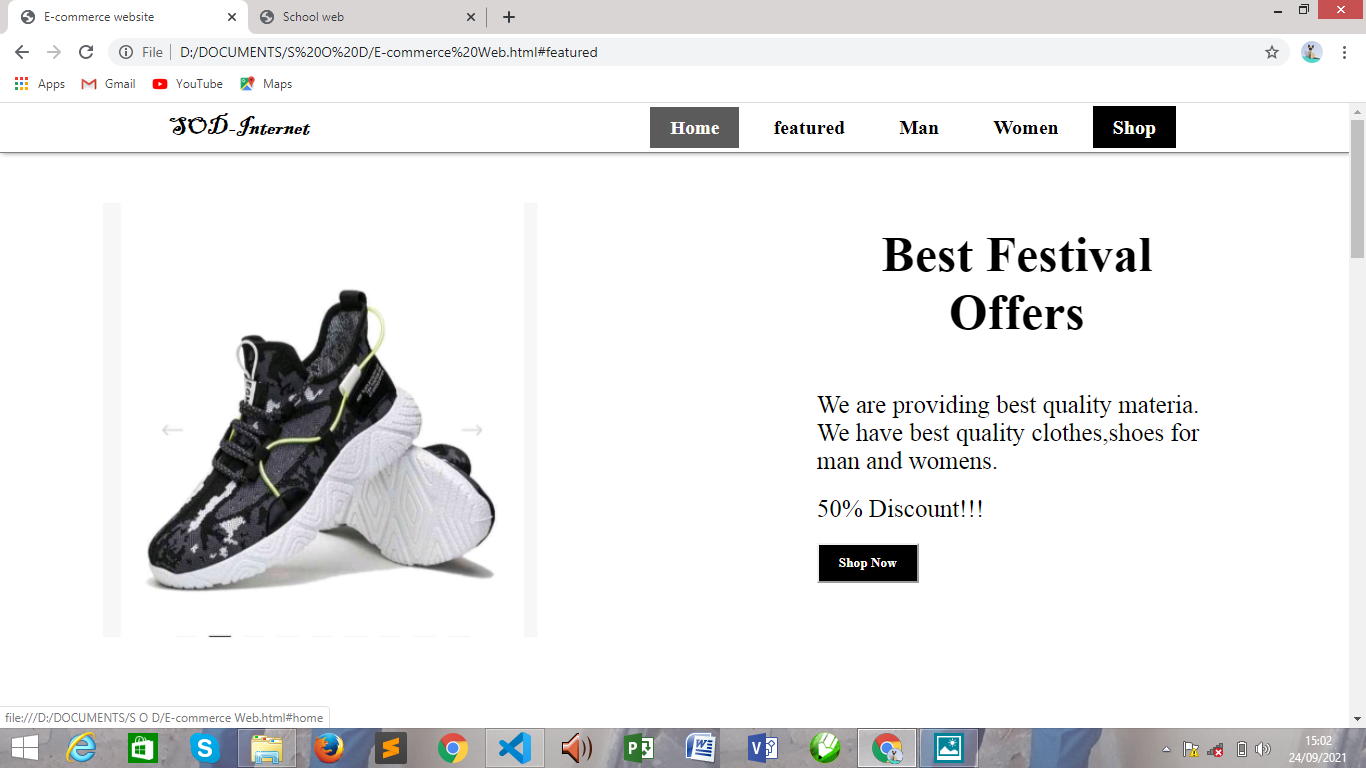 E-commerce website
School web
File
D:/DOCUMENTS/S%20O%20D/E-commerce%20Web.html#featured
Apps
Gmail
YouTube
Maps
SOD-Internet
Home
featured
Man
Women
Shop
Best Festival
Offers
We are providing best quality materia.
We have best quality clothes,shoes for
man and womens.
50% Discount!!!
Shop Now
file:///D:/DOCUMENTS/S O D/E-commerce Web.html#home
15:02
24/09/2021